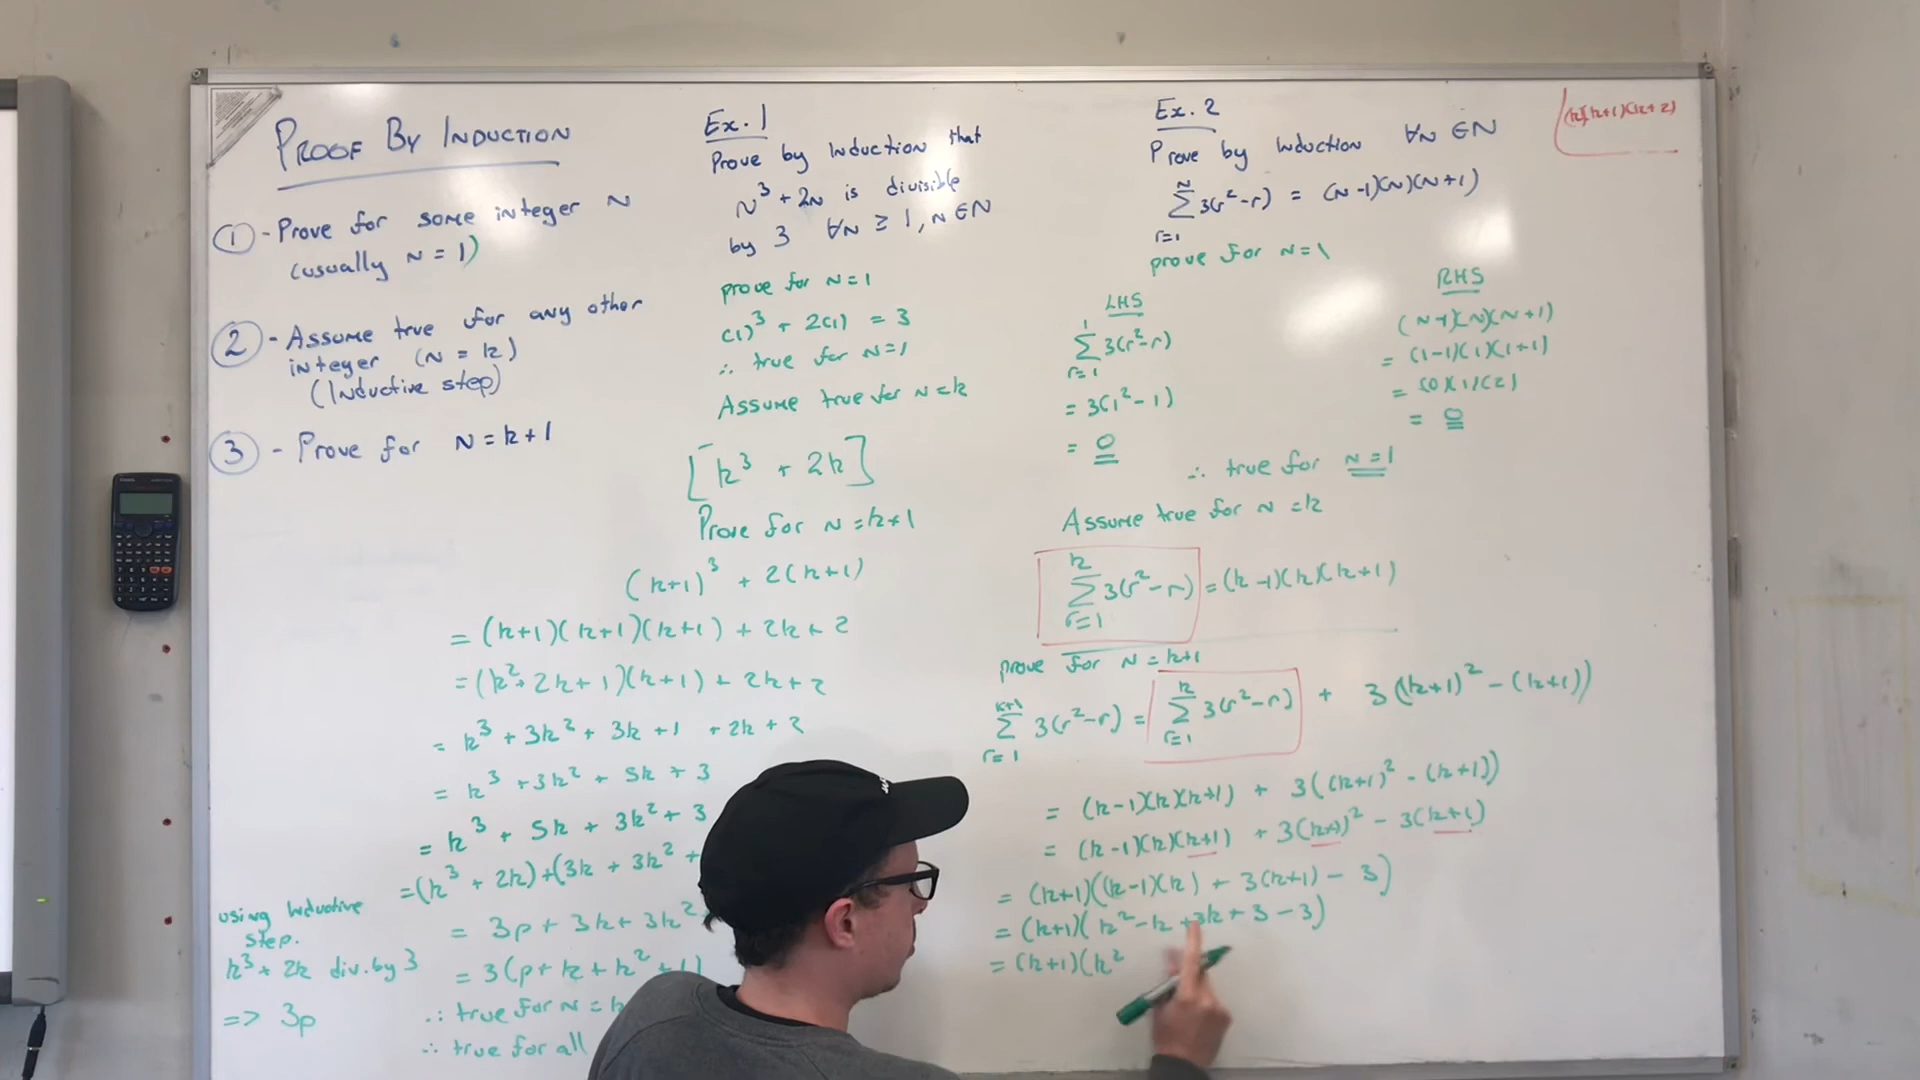 PROOF BY INDUCTION
① - Prove for some integer N
(usually N = 1)
② - Assume true for any other
integer (N = k)
(Inductive step)
③ - Prove for N = k+1
Ex. 1
Prove by induction that
N³ + 2N is divisible
by 3 ∀N ≥ 1, N ∈ N
prove for N = 1
(1)³ + 2(1) = 3
∴ true for N=1
Assume true for N=k
[k³ + 2k]
Prove for N = k+1
(k+1)³ + 2(k+1)
= (k+1)(k+1)(k+1) + 2k + 2
= (k² + 2k + 1)(k+1) + 2k + 2
= k³ + 3k² + 3k + 1 + 2k + 2
= k³ + 3k² + 5k + 3
= k³ + 5k + 3k² + 3
= (k³ + 2k) + (3k + 3k² +
= 3p + 3k + 3k²
= 3(p + k + k² + 1)
∴ true for N = k
∴ true for all
using inductive
step.
k³ + 2k div. by 3
=> 3p
Ex. 2
Prove by induction ∀N ∈ N
N
∑ 3(r² - r) = (N-1)(N)(N+1)
r=1
prove for N=1
LHS
1
∑ 3(r² - r)
r=1
= 3(1² - 1)
= 0
RHS
(N-1)(N)(N+1)
= (1-1)(1)(1+1)
= (0)(1)(2)
= 0
∴ true for N=1
Assume true for N = k
k
∑ 3(r² - r) = (k-1)(k)(k+1)
r=1
prove for N = k+1
k+1 k
∑ 3(r² - r) = ∑ 3(r² - r) + 3((k+1)² - (k+1))
r=1 r=1
= (k-1)(k)(k+1) + 3((k+1)² - (k+1))
= (k-1)(k)(k+1) + 3(k+1)² - 3(k+1)
= (k+1)((k-1)(k) + 3(k+1) - 3)
= (k+1)(k² - k + 3k + 3 - 3)
= (k+1)(k²
(k)(k+1)(k+2)